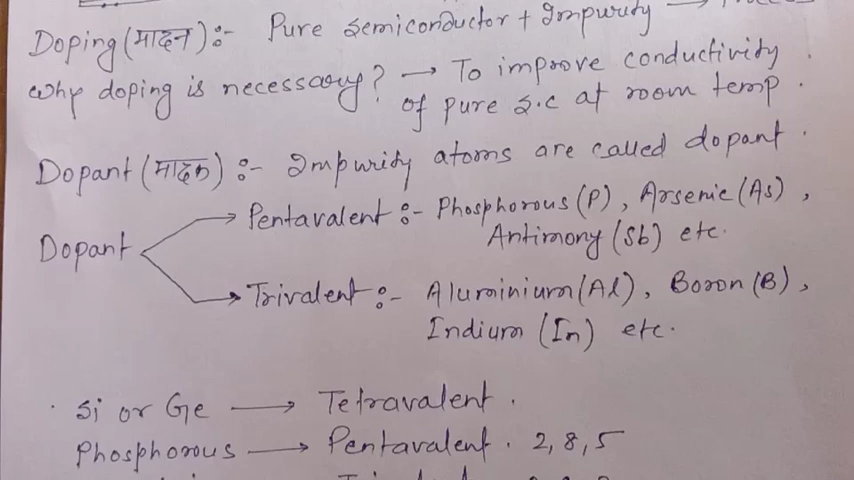 Doping (मादन) :- Pure Semiconductor + Impurity →
why doping is necessary? → To improve conductivity
of pure s.c at room temp.
Dopant (मादक) :- Impurity atoms are called dopant.
Dopant
Pentavalent :- Phosphorous (P), Arsenic (As),
Antimony (Sb) etc.
Trivalent :- Aluminium (Al), Boron (B),
Indium (In) etc.
Si or Ge → Tetravalent.
Phosphorous → Pentavalent. 2, 8, 5